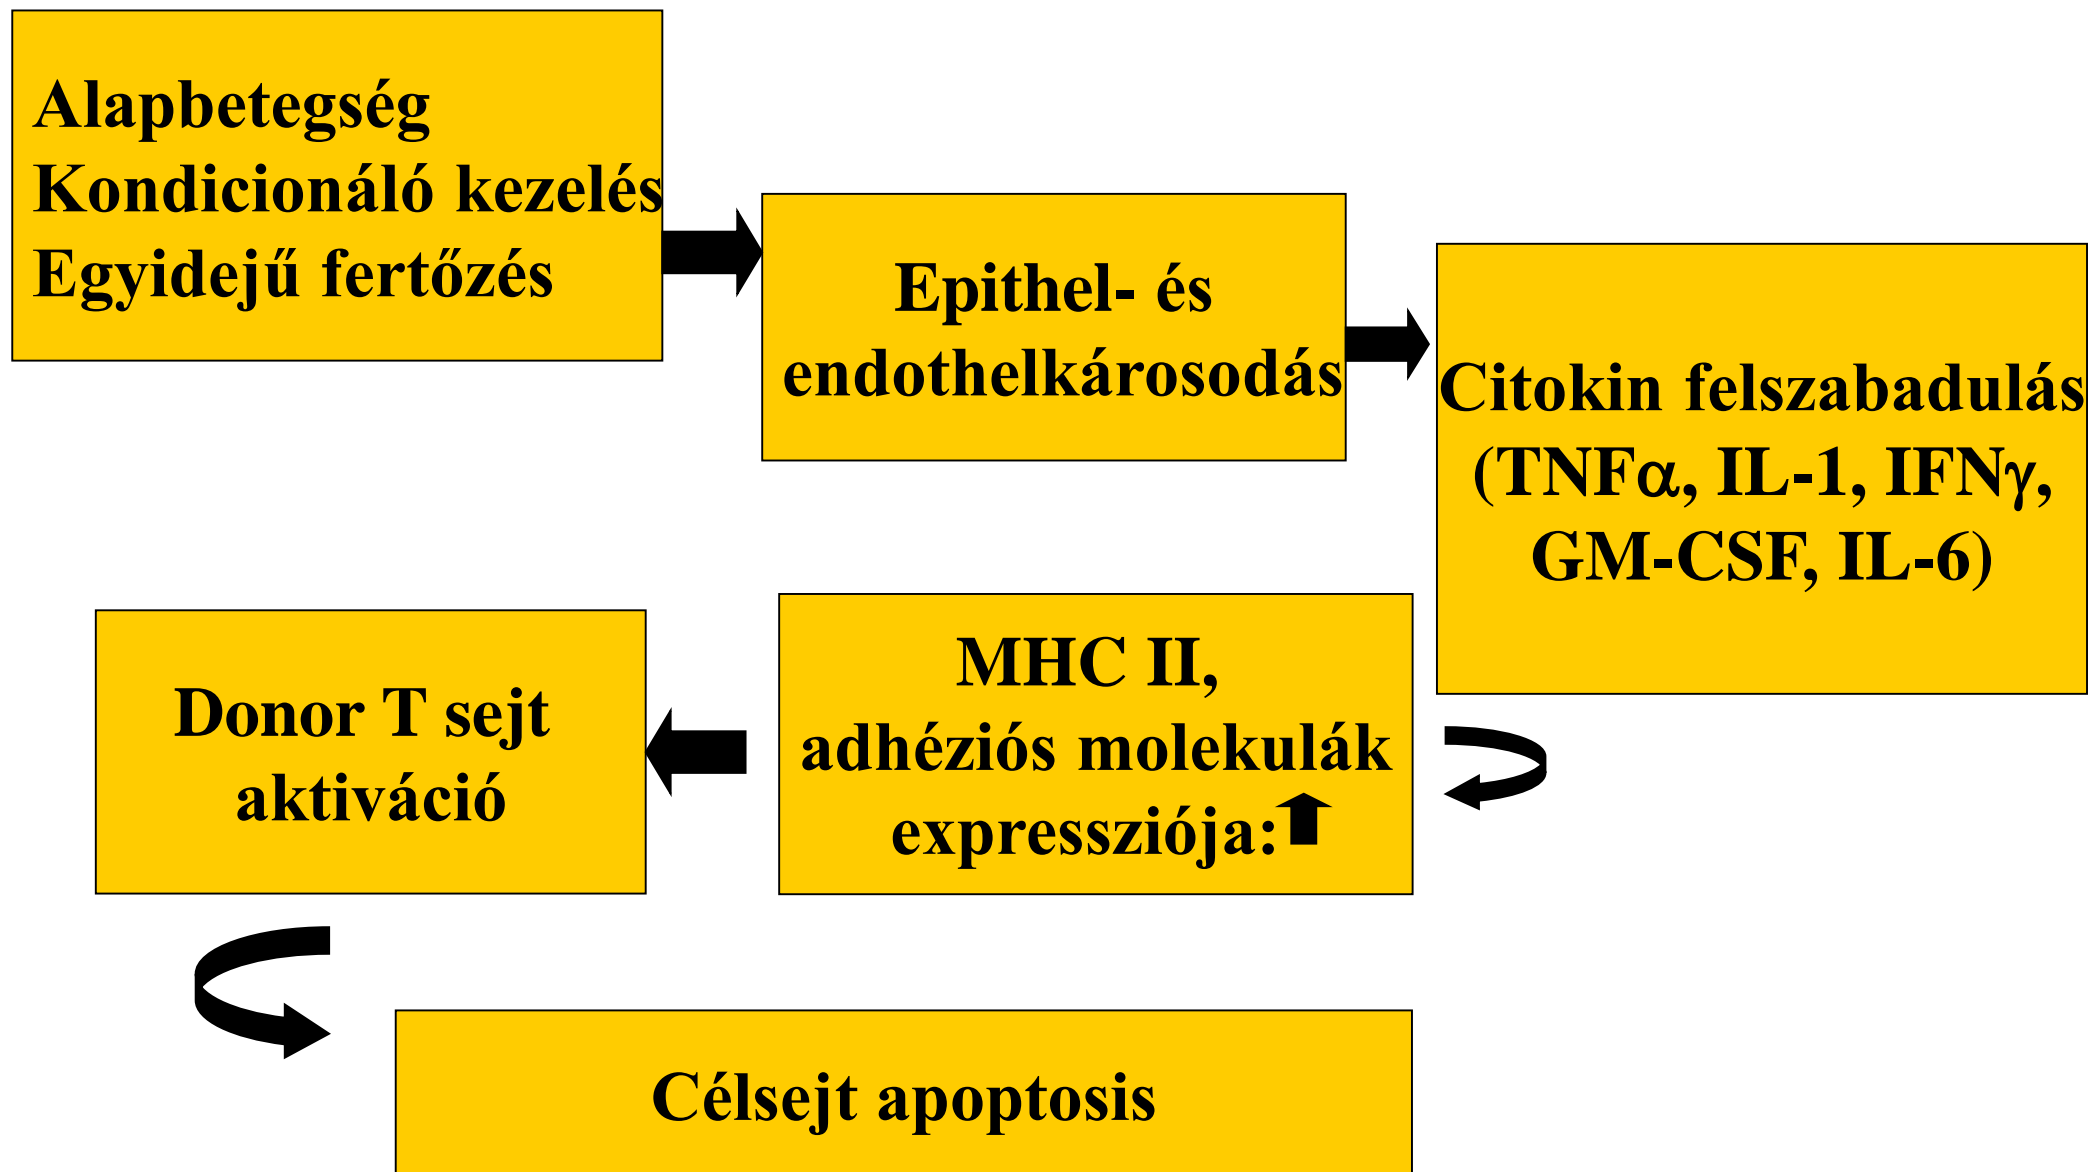 Alapbetegség
Kondicionáló kezelés
Egyidejű fertőzés
Epithel- és
endothelkárosodás
Citokin felszabadulás
(TNFα, IL-1, IFNγ,
GM-CSF, IL-6)
MHC II,
adhéziós molekulák
expressziója:
Donor T sejt
aktiváció
Célsejt apoptosis